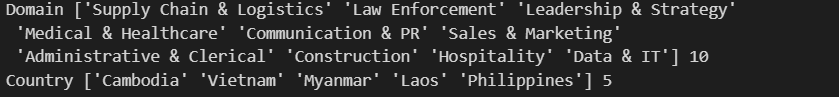 Domain ['Supply Chain & Logistics' 'Law Enforcement' 'Leadership & Strategy'
 'Medical & Healthcare' 'Communication & PR' 'Sales & Marketing'
 'Administrative & Clerical' 'Construction' 'Hospitality' 'Data & IT'] 10
Country ['Cambodia' 'Vietnam' 'Myanmar' 'Laos' 'Philippines'] 5